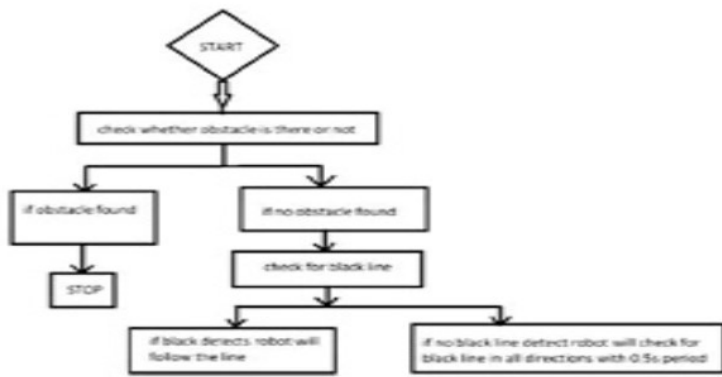 START
check whether obstacle is there or not
if obstacle found
if no obstacle found
STOP
check for black line
if black detects robot will
follow the line
if no black line detect robot will check for
black line in all directions with 0.5s period